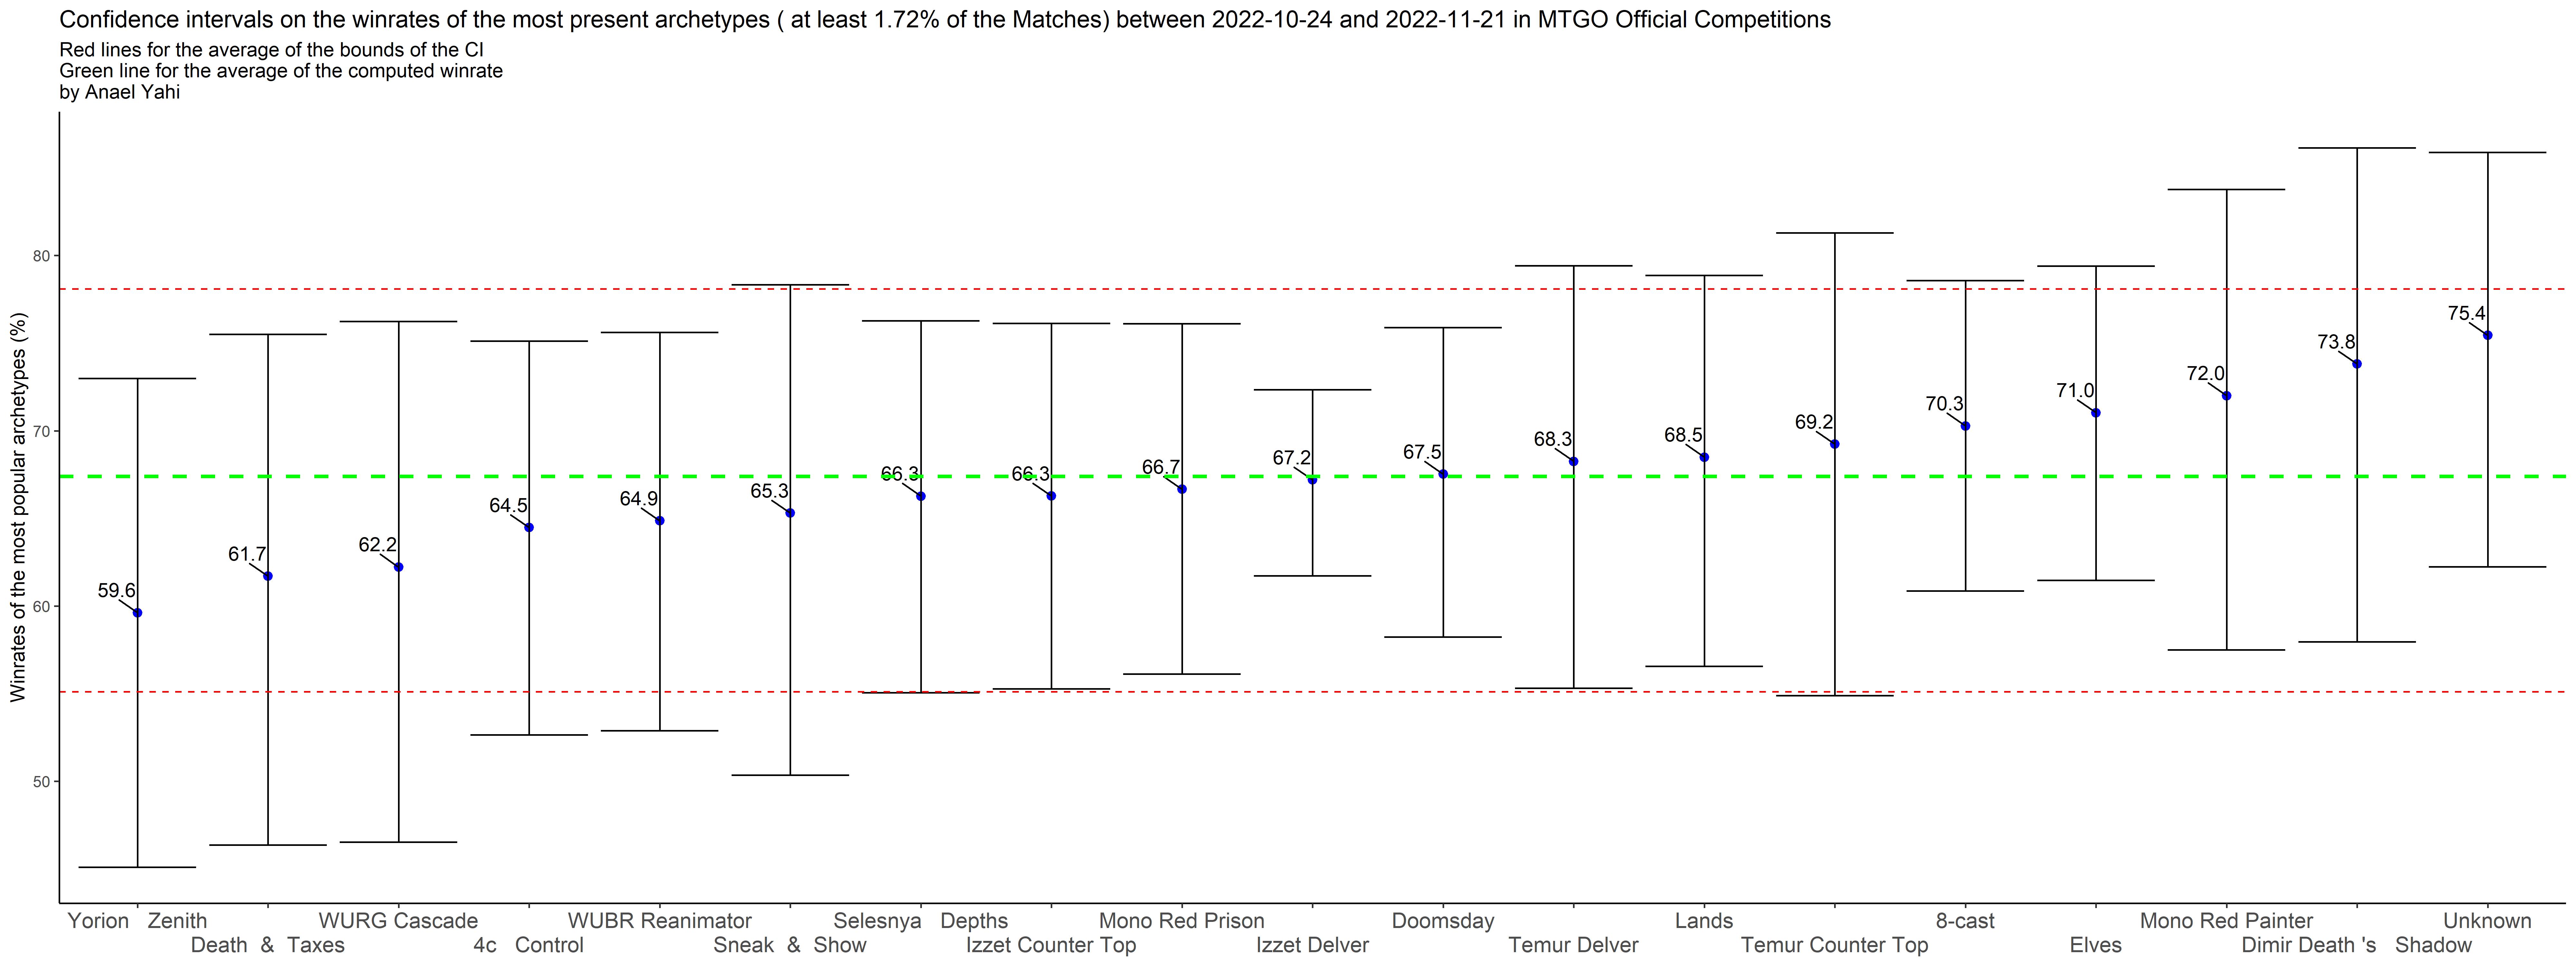 Confidence intervals on the winrates of the most present archetypes ( at least 1.72% of the Matches) between 2022-10-24 and 2022-11-21 in MTGO Official Competitions
Red lines for the average of the bounds of the CI
Green line for the average of the computed winrate
by Anael Yahi
Winrates of the most popular archetypes (%)
80
70
60
50
59.6
61.7
62.2
64.5
64.9
65.3
66.3
66.3
66.7
67.2
67.5
68.3
68.5
69.2
70.3
71.0
72.0
73.8
75.4
Yorion Zenith
Death & Taxes
WURG Cascade
4c Control
WUBR Reanimator
Sneak & Show
Selesnya Depths
Izzet Counter Top
Mono Red Prison
Izzet Delver
Doomsday
Temur Delver
Lands
Temur Counter Top
8-cast
Elves
Mono Red Painter
Dimir Death 's Shadow
Unknown